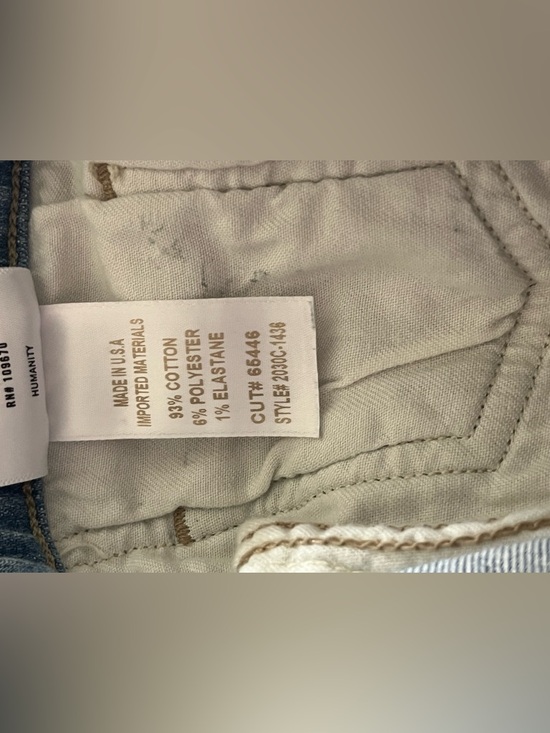 RN# 109670
HUMANITY
MADE IN U.S.A
IMPORTED MATERIALS
93% COTTON
6% POLYESTER
1% ELASTANE
CUT# 65446
STYLE# 2030C-1436